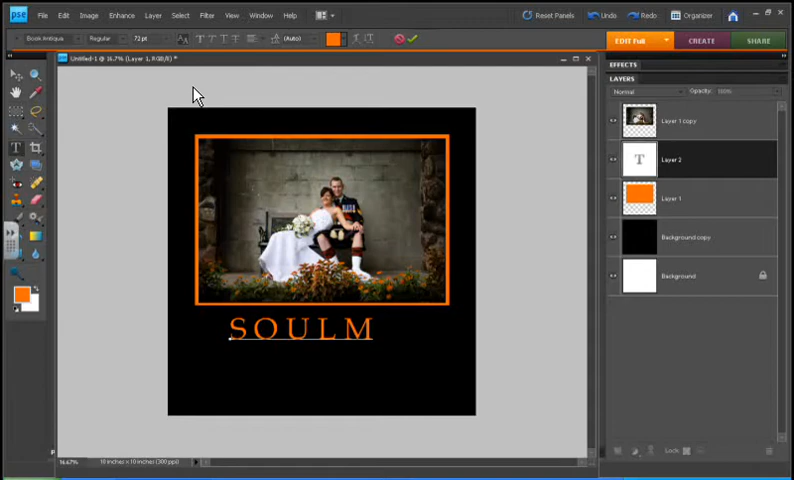 pse File Edit Image Enhance Layer Select Filter View Window Help Reset Panels Undo Redo Organizer
Book Antiqua Regular 72 pt (Auto) EDIT Full CREATE SHARE
Untitled-1 @ 16.7% (Layer 1, RGB/8) *
EFFECTS
LAYERS
Normal Opacity: 100%
Layer 1 copy
T Layer 2
Layer 1
Background copy
Background
SOULM
Lock:
16.67% 10 inches x 10 inches (300 ppi)